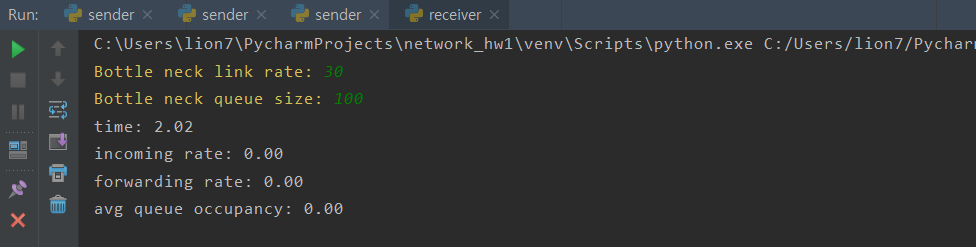 Run: sender × sender × sender × receiver ×
C:\Users\lion7\PycharmProjects\network_hw1\venv\Scripts\python.exe C:/Users/lion7/Pycharm
Bottle neck link rate: 30
Bottle neck queue size: 100
time: 2.02
incoming rate: 0.00
forwarding rate: 0.00
avg queue occupancy: 0.00